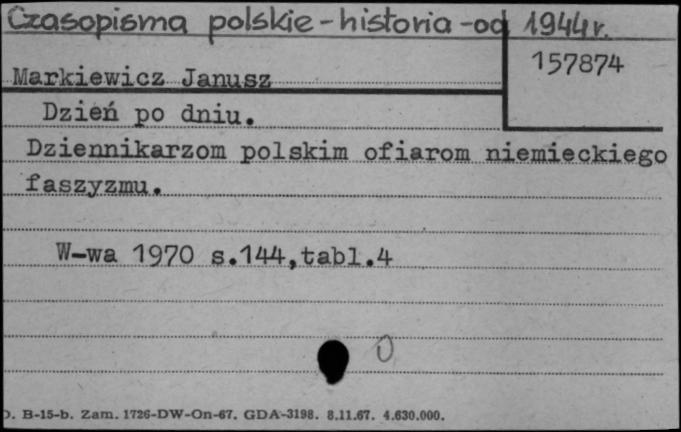 Czasopisma polskie - historia - od 1944 r.
157874
Markiewicz Janusz
Dzień po dniu.
Dziennikarzom polskim ofiarom niemieckiego
faszyzmu.
W-wa 1970 s.144,tabl.4
0
B-15-b. Zam. 1726-DW-On-67. GDA-3198. 8.11.67. 4.630.000.